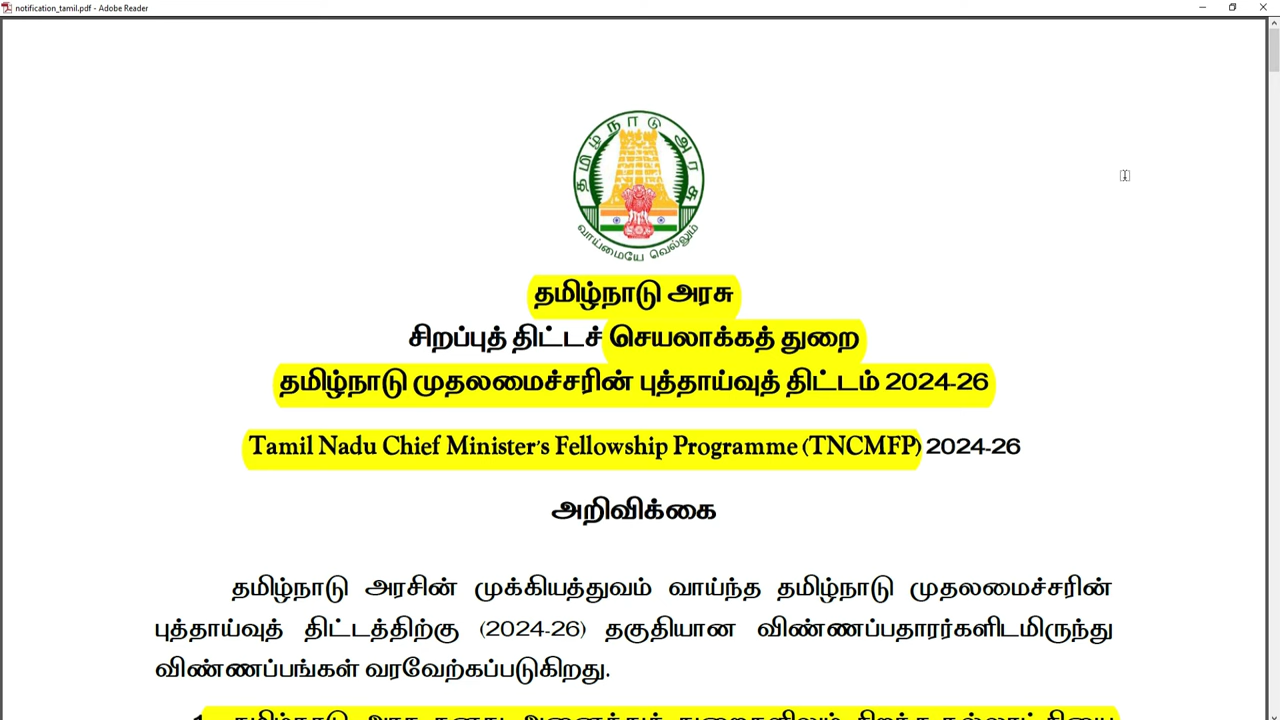 notification_tamil.pdf - Adobe Reader
தமிழ்நாடு அரசு
வாய்மையே வெல்லும்
தமிழ்நாடு அரசு
சிறப்புத் திட்டச் செயலாக்கத் துறை
தமிழ்நாடு முதலமைச்சரின் புத்தாய்வுத் திட்டம் 2024-26
Tamil Nadu Chief Minister's Fellowship Programme (TNCMFP) 2024-26
அறிவிக்கை
தமிழ்நாடு அரசின் முக்கியத்துவம் வாய்ந்த தமிழ்நாடு முதலமைச்சரின்
புத்தாய்வுத் திட்டத்திற்கு (2024-26) தகுதியான விண்ணப்பதாரர்களிடமிருந்து
விண்ணப்பங்கள் வரவேற்கப்படுகிறது.